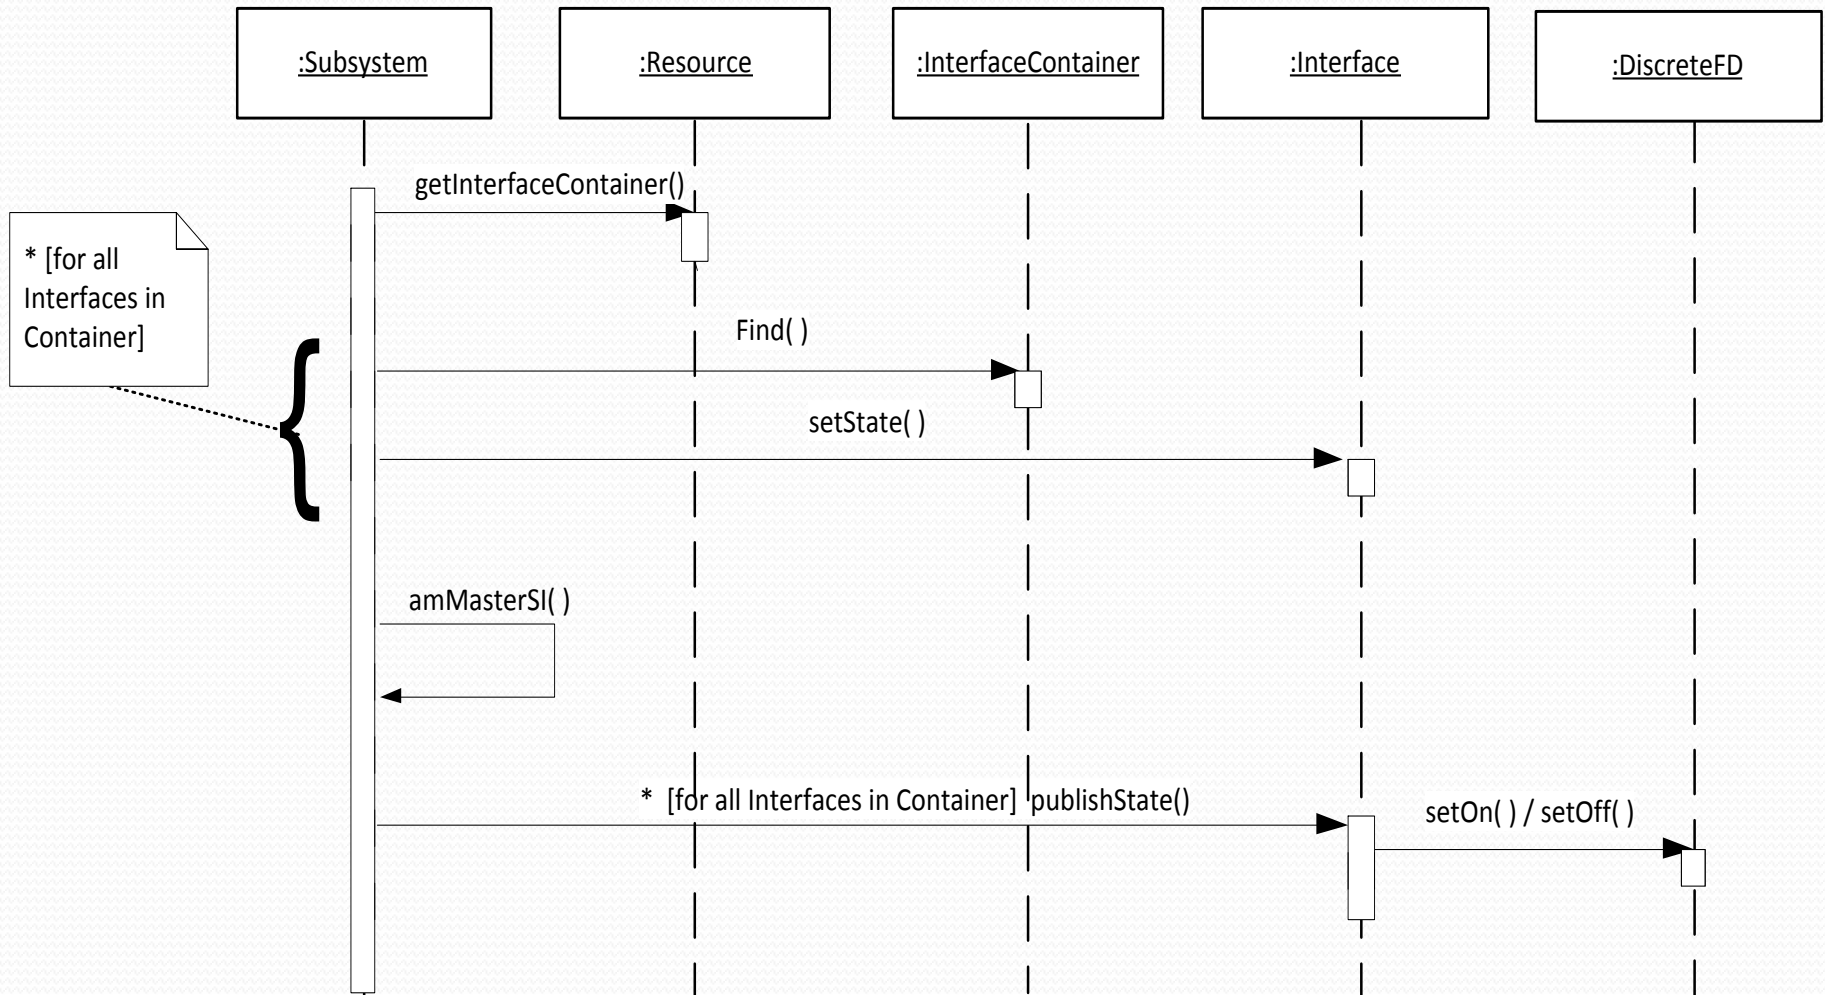 :Subsystem
:Resource
:InterfaceContainer
:Interface
:DiscreteFD
getInterfaceContainer()
* [for all
Interfaces in
Container]
Find( )
setState( )
amMasterSI( )
* [for all Interfaces in Container] publishState()
setOn( ) / setOff( )